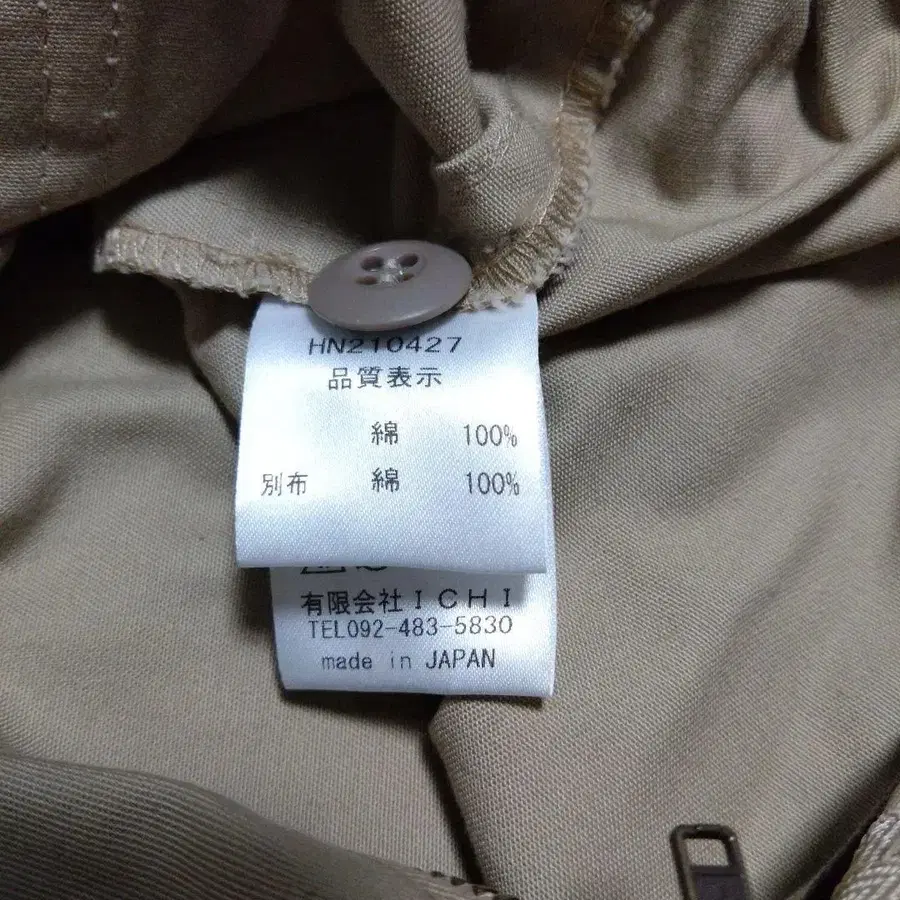 HN210427
品質表示
綿 100%
別布 綿 100%
有限会社ICHI
TEL092-483-5830
made in JAPAN